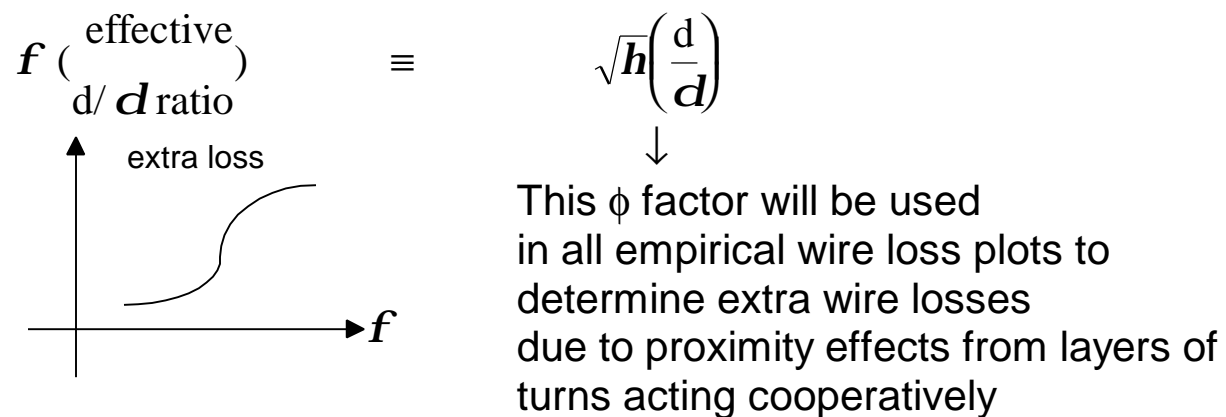 f ( effective d/ d ratio ) ≡ √h(d/d)
↓
extra loss
f
This ϕ factor will be used
in all empirical wire loss plots to
determine extra wire losses
due to proximity effects from layers of
turns acting cooperatively